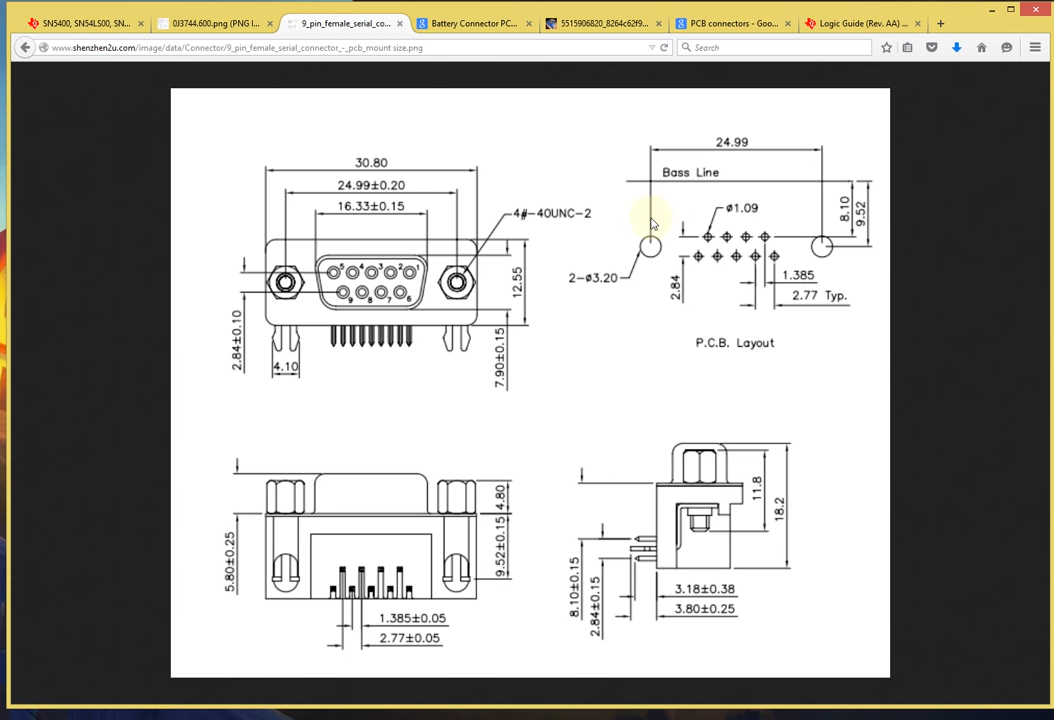 SN5400, SN54LS00, SN...
0J3744.600.png (PNG I...
9_pin_female_serial_co...
Battery Connector PC...
5515906820_8264c62f9...
PCB connectors - Goo...
Logic Guide (Rev. AA) ...
www.shenzhen2u.com/image/data/Connector/9_pin_female_serial_connector_-_pcb_mount size.png
Search
30.80
24.99±0.20
16.33±0.15
4#-40UNC-2
5 4 3 2 1
9 8 7 6
12.55
2.84±0.10
4.10
7.90±0.15
24.99
Bass Line
ø1.09
8.10
9.52
2-ø3.20
2.84
1.385
2.77 Typ.
P.C.B. Layout
4.80
5.80±0.25
9.52±0.15
1.385±0.05
2.77±0.05
11.8
18.2
8.10±0.15
2.84±0.15
3.18±0.38
3.80±0.25